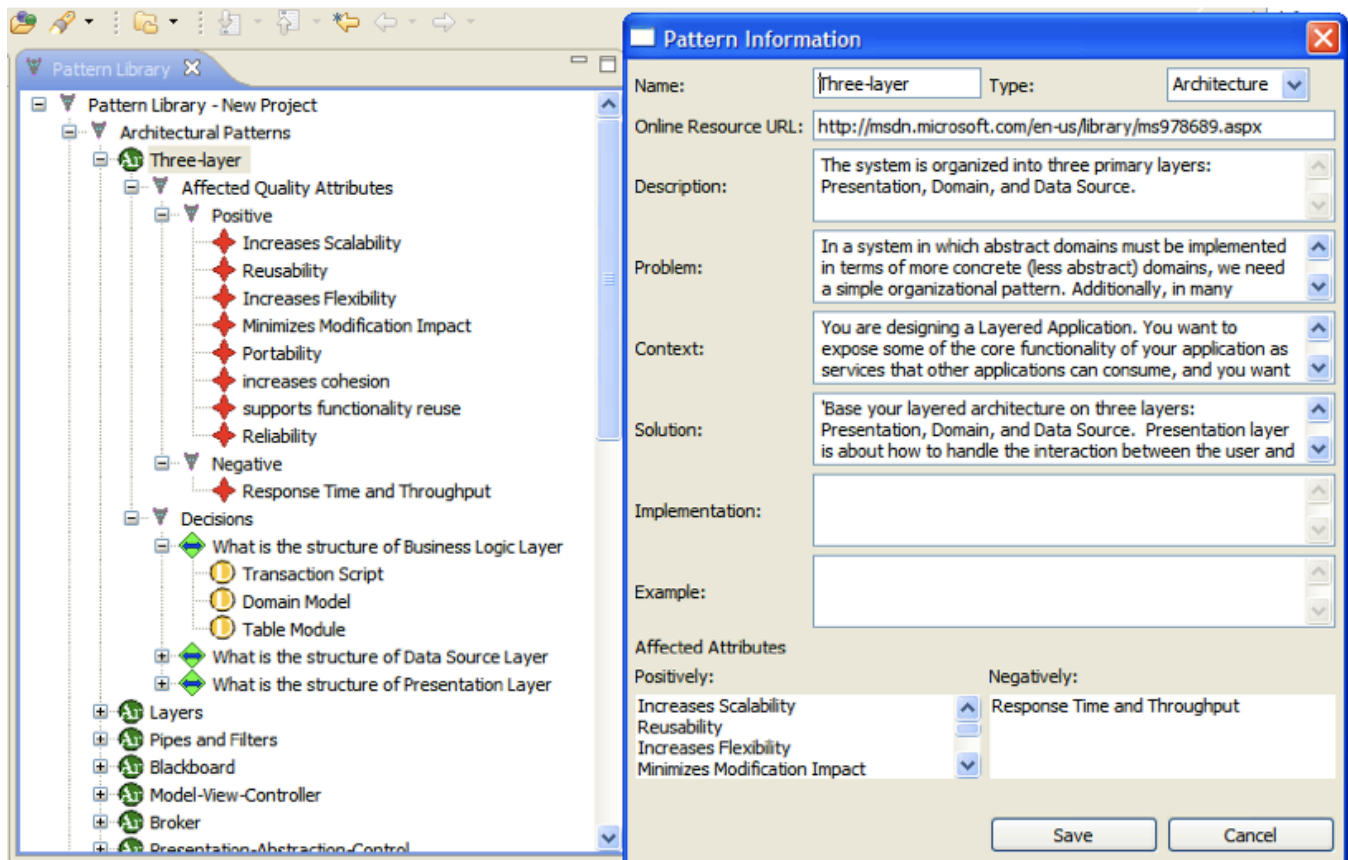 Pattern Library
Pattern Library - New Project
Architectural Patterns
Three-layer
Affected Quality Attributes
Positive
Increases Scalability
Reusability
Increases Flexibility
Minimizes Modification Impact
Portability
increases cohesion
supports functionality reuse
Reliability
Negative
Response Time and Throughput
Decisions
What is the structure of Business Logic Layer
Transaction Script
Domain Model
Table Module
What is the structure of Data Source Layer
What is the structure of Presentation Layer
Ar Layers
Ar Pipes and Filters
Ar Blackboard
Ar Model-View-Controller
Ar Broker
Ar Presentation-Abstraction-Control
Pattern Information
Name: Three-layer Type: Architecture
Online Resource URL: http://msdn.microsoft.com/en-us/library/ms978689.aspx
Description:
The system is organized into three primary layers:
Presentation, Domain, and Data Source.
Problem:
In a system in which abstract domains must be implemented
in terms of more concrete (less abstract) domains, we need
a simple organizational pattern. Additionally, in many
Context:
You are designing a Layered Application. You want to
expose some of the core functionality of your application as
services that other applications can consume, and you want
Solution:
'Base your layered architecture on three layers:
Presentation, Domain, and Data Source. Presentation layer
is about how to handle the interaction between the user and
Implementation:
Example:
Affected Attributes
Positively: Negatively:
Increases Scalability
Reusability
Increases Flexibility
Minimizes Modification Impact
Response Time and Throughput
Save Cancel